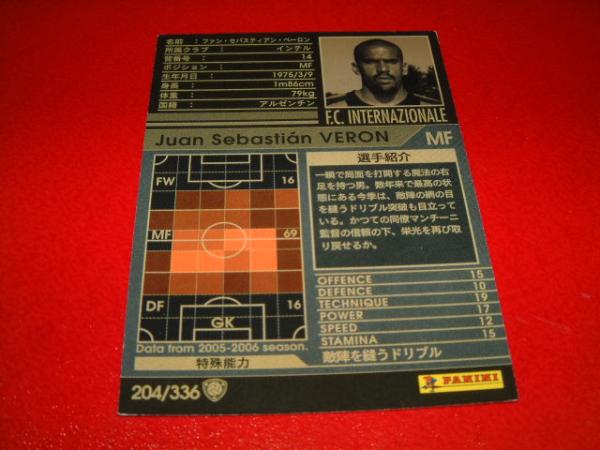 名前 : ファン・セバスティアン・ベーロン
所属クラブ : インテル
背番号 : 14
ポジション : MF
生年月日 : 1975/3/9
身長 : 1m86cm
体重 : 79kg
国籍 : アルゼンチン
F.C. INTERNAZIONALE
Juan Sebastián VERON MF
FW 16
MF 69
DF 16
GK
Data from 2005-2006 season.
選手紹介
一瞬で局面を打開する魔法の右
足を持つ男。数年来で最高の状
態にある今季は、敵陣の網の目
を縫うドリブル突破も目立って
いる。かつての同僚マンチーニ
監督の信頼の下、栄光を再び取
り戻せるか。
OFFENCE 15
DEFENCE 10
TECHNIQUE 19
POWER 17
SPEED 12
STAMINA 15
特殊能力
敵陣を縫うドリブル
204/336
PANINI